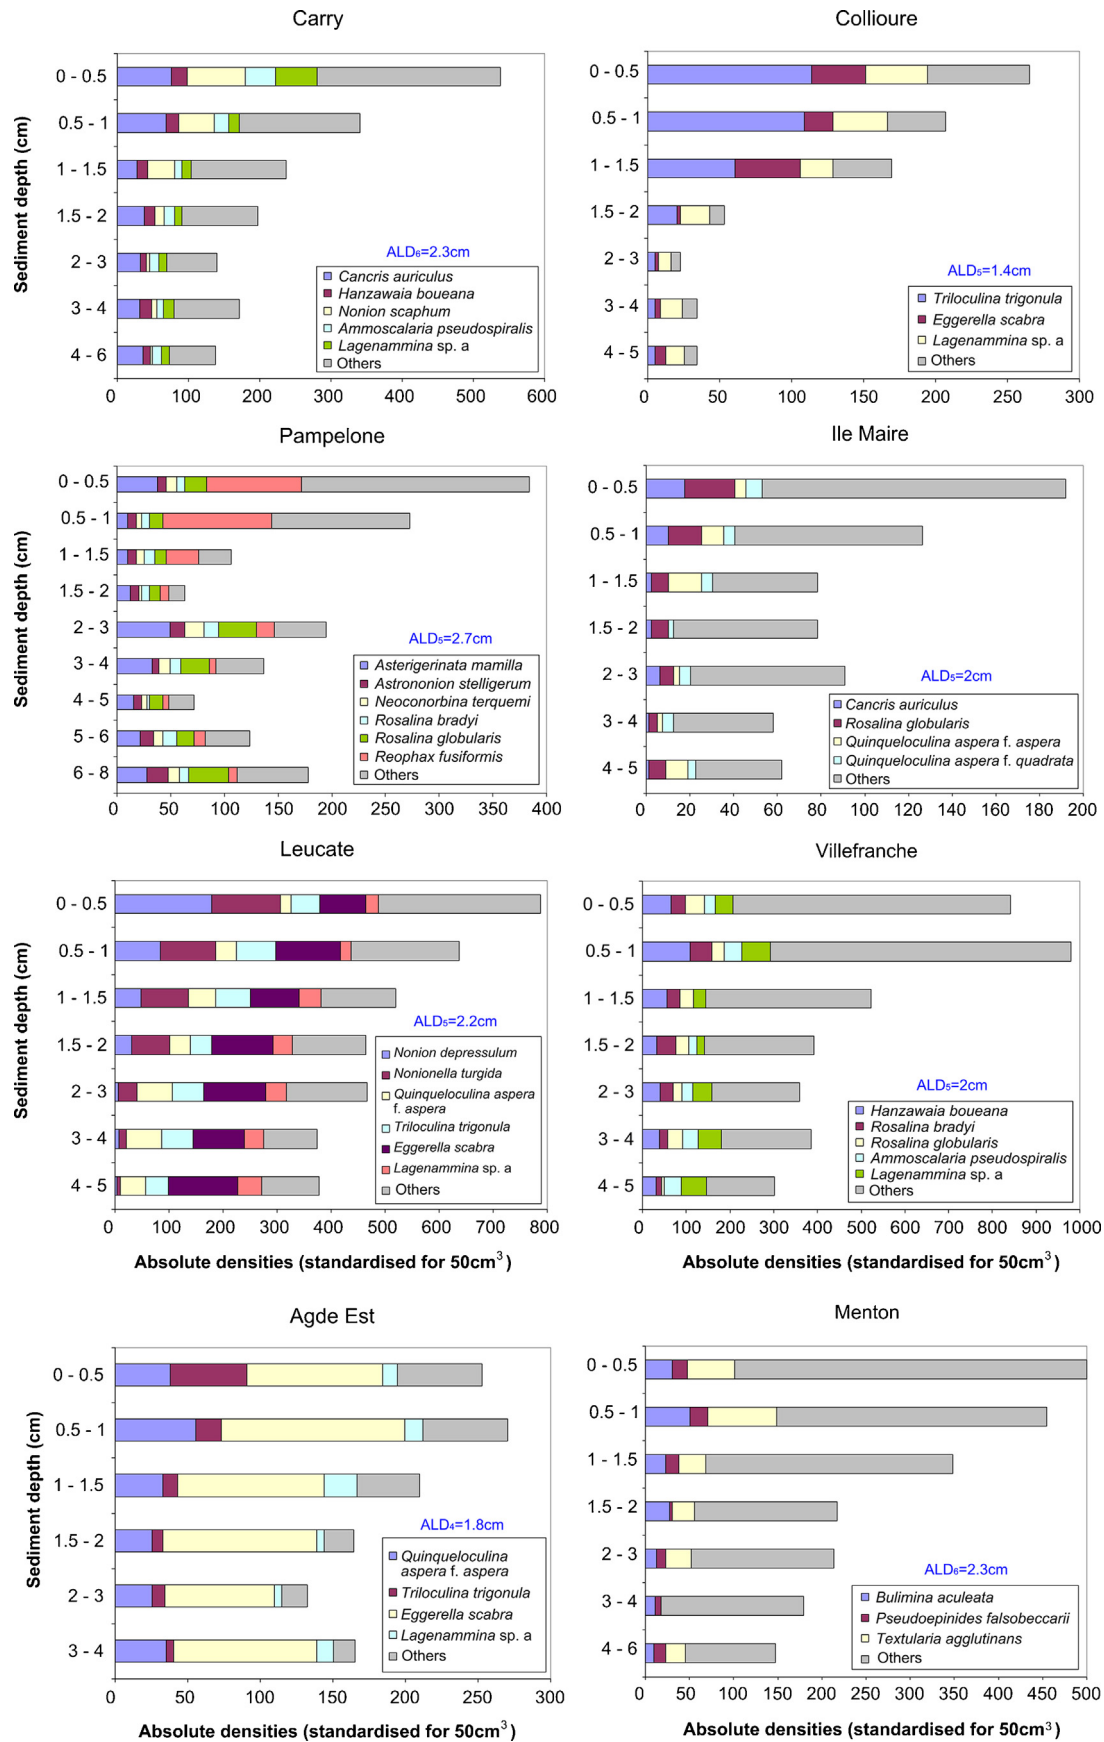 Carry
Sediment depth (cm)
0 - 0.5
0.5 - 1
1 - 1.5
1.5 - 2
2 - 3
3 - 4
4 - 6
ALD₆=2.3cm
Cancris auriculus
Hanzawaia boueana
Nonion scaphum
Ammoscalaria pseudospiralis
Lagenammina sp. a
Others
0 100 200 300 400 500 600
Collioure
0 - 0.5
0.5 - 1
1 - 1.5
1.5 - 2
2 - 3
3 - 4
4 - 5
ALD₅=1.4cm
Triloculina trigonula
Eggerella scabra
Lagenammina sp. a
Others
0 50 100 150 200 250 300
Pampelone
Sediment depth (cm)
0 - 0.5
0.5 - 1
1 - 1.5
1.5 - 2
2 - 3
3 - 4
4 - 5
5 - 6
6 - 8
ALD₅=2.7cm
Asterigerinata mamilla
Astrononion stelligerum
Neoconorbina terquemi
Rosalina bradyi
Rosalina globularis
Reophax fusiformis
Others
0 50 100 150 200 250 300 350 400
Ile Maire
0 - 0.5
0.5 - 1
1 - 1.5
1.5 - 2
2 - 3
3 - 4
4 - 5
ALD₅=2cm
Cancris auriculus
Rosalina globularis
Quinqueloculina aspera f. aspera
Quinqueloculina aspera f. quadrata
Others
0 20 40 60 80 100 120 140 160 180 200
Leucate
Sediment depth (cm)
0 - 0.5
0.5 - 1
1 - 1.5
1.5 - 2
2 - 3
3 - 4
4 - 5
ALD₅=2.2cm
Nonion depressulum
Nonionella turgida
Quinqueloculina aspera
f. aspera
Triloculina trigonula
Eggerella scabra
Lagenammina sp. a
Others
0 100 200 300 400 500 600 700 800
Absolute densities (standardised for 50cm³)
Villefranche
0 - 0.5
0.5 - 1
1 - 1.5
1.5 - 2
2 - 3
3 - 4
4 - 5
ALD₅=2cm
Hanzawaia boueana
Rosalina bradyi
Rosalina globularis
Ammoscalaria pseudospiralis
Lagenammina sp. a
Others
0 100 200 300 400 500 600 700 800 900 1000
Absolute densities (standardised for 50cm³)
Agde Est
Sediment depth (cm)
0 - 0.5
0.5 - 1
1 - 1.5
1.5 - 2
2 - 3
3 - 4
ALD₄=1.8cm
Quinqueloculina
aspera f. aspera
Triloculina trigonula
Eggerella scabra
Lagenammina sp. a
Others
0 50 100 150 200 250 300
Absolute densities (standardised for 50cm³)
Menton
0 - 0.5
0.5 - 1
1 - 1.5
1.5 - 2
2 - 3
3 - 4
4 - 6
ALD₆=2.3cm
Bulimina aculeata
Pseudoepinides falsobeccarii
Textularia agglutinans
Others
0 50 100 150 200 250 300 350 400 450 500
Absolute densities (standardised for 50cm³)